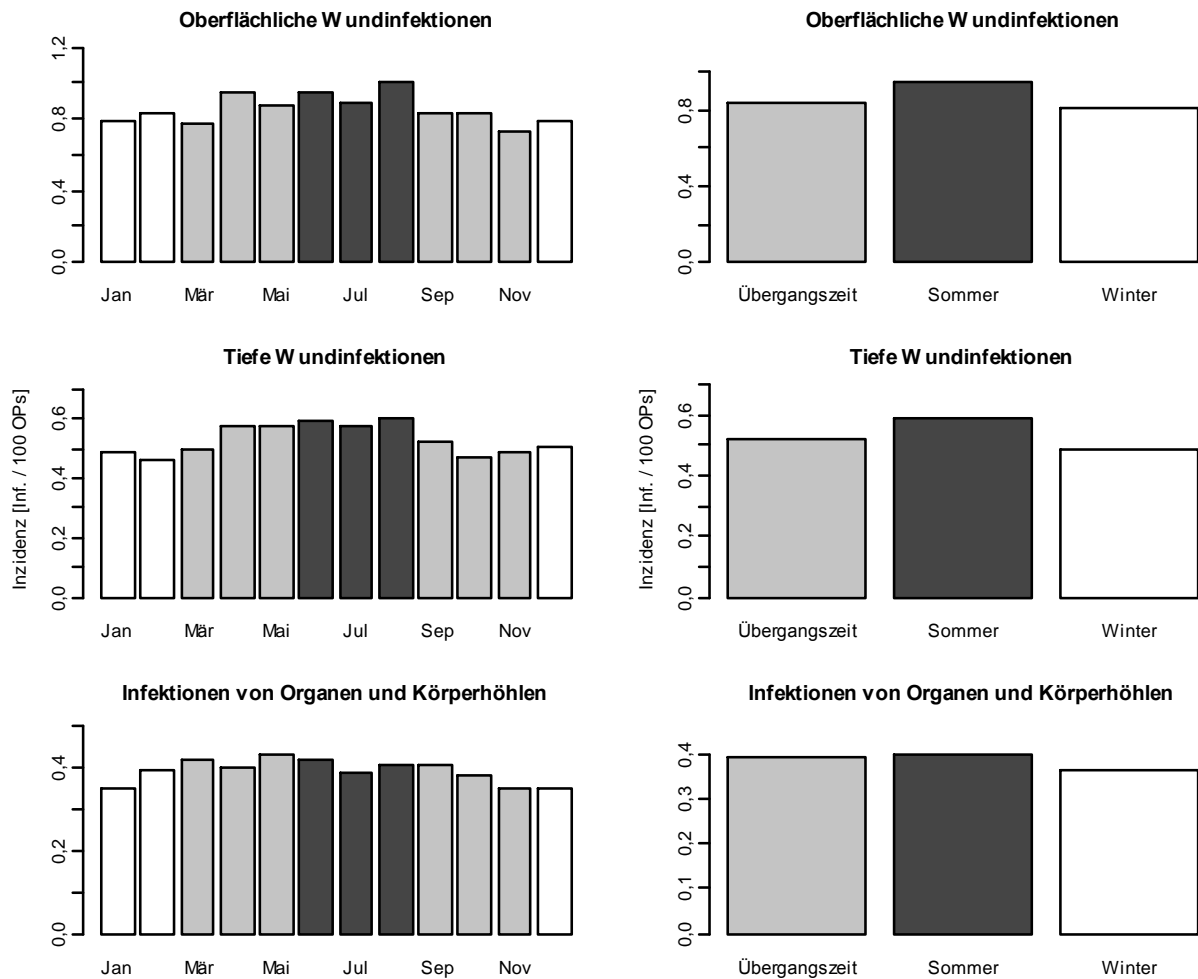 Oberflächliche Wundinfektionen
1,2
0,8
0,4
0,0
Jan Mär Mai Jul Sep Nov
Oberflächliche Wundinfektionen
0,8
0,4
0,0
Übergangszeit Sommer Winter
Tiefe Wundinfektionen
Inzidenz [Inf. / 100 OPs]
0,6
0,4
0,2
0,0
Jan Mär Mai Jul Sep Nov
Tiefe Wundinfektionen
Inzidenz [Inf. / 100 OPs]
0,6
0,4
0,2
0,0
Übergangszeit Sommer Winter
Infektionen von Organen und Körperhöhlen
0,4
0,2
0,0
Jan Mär Mai Jul Sep Nov
Infektionen von Organen und Körperhöhlen
0,4
0,3
0,2
0,1
0,0
Übergangszeit Sommer Winter